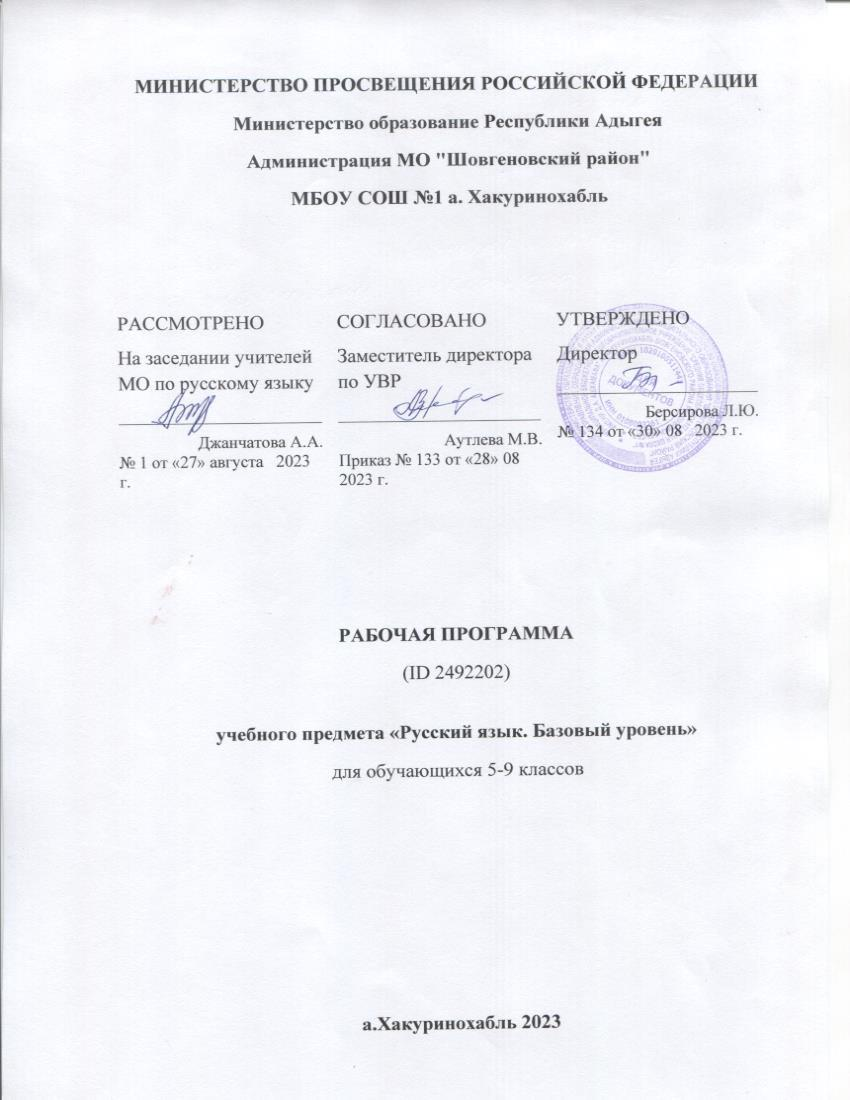 МИНИСТЕРСТВО ПРОСВЕЩЕНИЯ РОССИЙСКОЙ ФЕДЕРАЦИИ
Министерство образование Республики Адыгея
Администрация МО "Шовгеновский район"
МБОУ СОШ №1 а. Хакуринохабль
РАССМОТРЕНО
На заседании учителей
МО по русскому языку
Джанчатова А.А.
№ 1 от «27» августа 2023
г.
СОГЛАСОВАНО
Заместитель директора
по УВР
Аутлева М.В.
Приказ № 133 от «28» 08
2023 г.
УТВЕРЖДЕНО
Директор
ДОКУМЕНТОВ
Берсирова Л.Ю.
№ 134 от «30» 08 2023 г.
РАБОЧАЯ ПРОГРАММА
(ID 2492202)
учебного предмета «Русский язык. Базовый уровень»
для обучающихся 5-9 классов
а.Хакуринохабль 2023